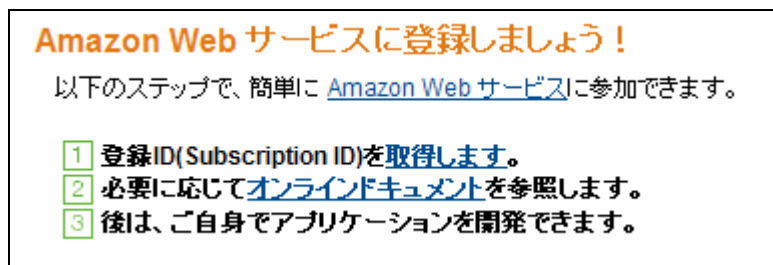 Amazon Web サービスに登録しましょう！
以下のステップで、簡単に Amazon Web サービスに参加できます。
1 登録ID(Subscription ID)を取得します。
2 必要に応じてオンラインドキュメントを参照します。
3 後は、ご自身でアプリケーションを開発できます。